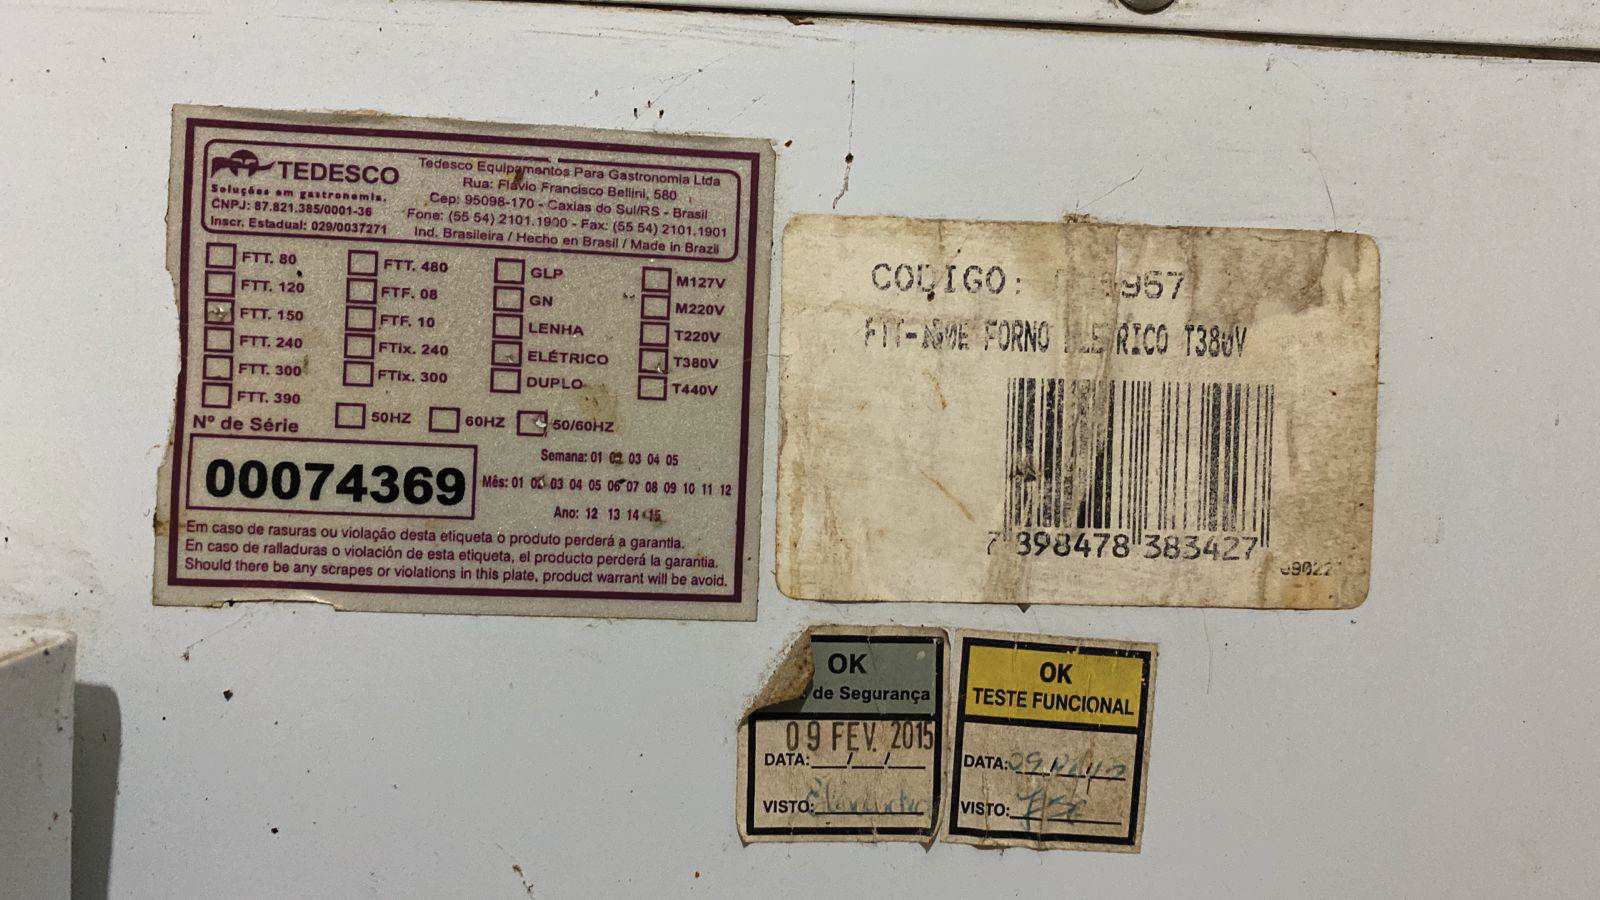 TEDESCO
Soluções em gastronomia.
CNPJ: 87.821.385/0001-36
Inscr. Estadual: 029/0037271
Tedesco Equipamentos Para Gastronomia Ltda
Rua: Flávio Francisco Bellini, 580
Cep: 95098-170 - Caxias do Sul/RS - Brasil
Fone: (55 54) 2101.1900 - Fax: (55 54) 2101.1901
Ind. Brasileira / Hecho en Brasil / Made in Brazil
FTT. 80
FTT. 120
FTT. 150
FTT. 240
FTT. 300
FTT. 390
FTT. 480
FTF. 08
FTF. 10
FTix. 240
FTix. 300
GLP
GN
LENHA
ELÉTRICO
DUPLO
M127V
M220V
T220V
T380V
T440V
50HZ 60HZ 50/60HZ
Nº de Série
00074369
Semana: 01 02 03 04 05
Mês: 01 02 03 04 05 06 07 08 09 10 11 12
Ano: 12 13 14 15
Em caso de rasuras ou violação desta etiqueta o produto perderá a garantia.
En caso de ralladuras o violación de esta etiqueta, el producto perderá la garantia.
Should there be any scrapes or violations in this plate, product warrant will be avoid.
CODIGO: 957
FORNO T380V
7 898478 383427
OK
de Segurança
09 FEV. 2015
DATA: / /
VISTO:
OK
TESTE FUNCIONAL
DATA:
VISTO: